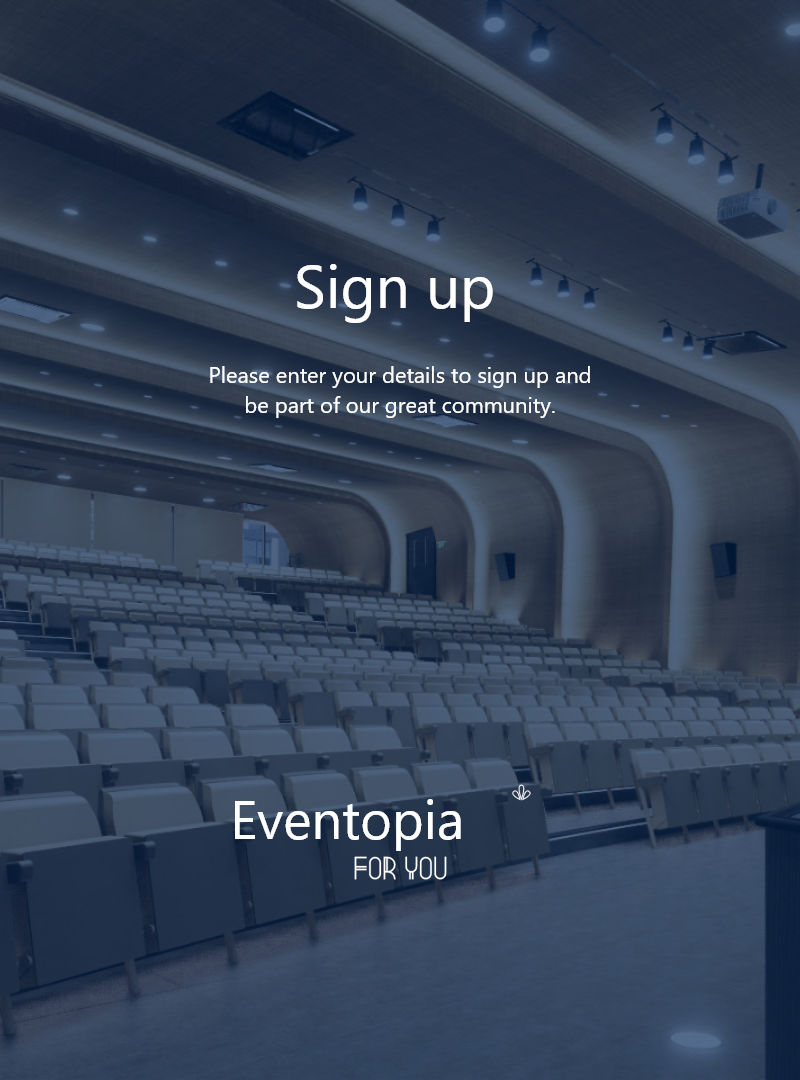 Sign up
Please enter your details to sign up and
be part of our great community.
Eventopia
FOR YOU